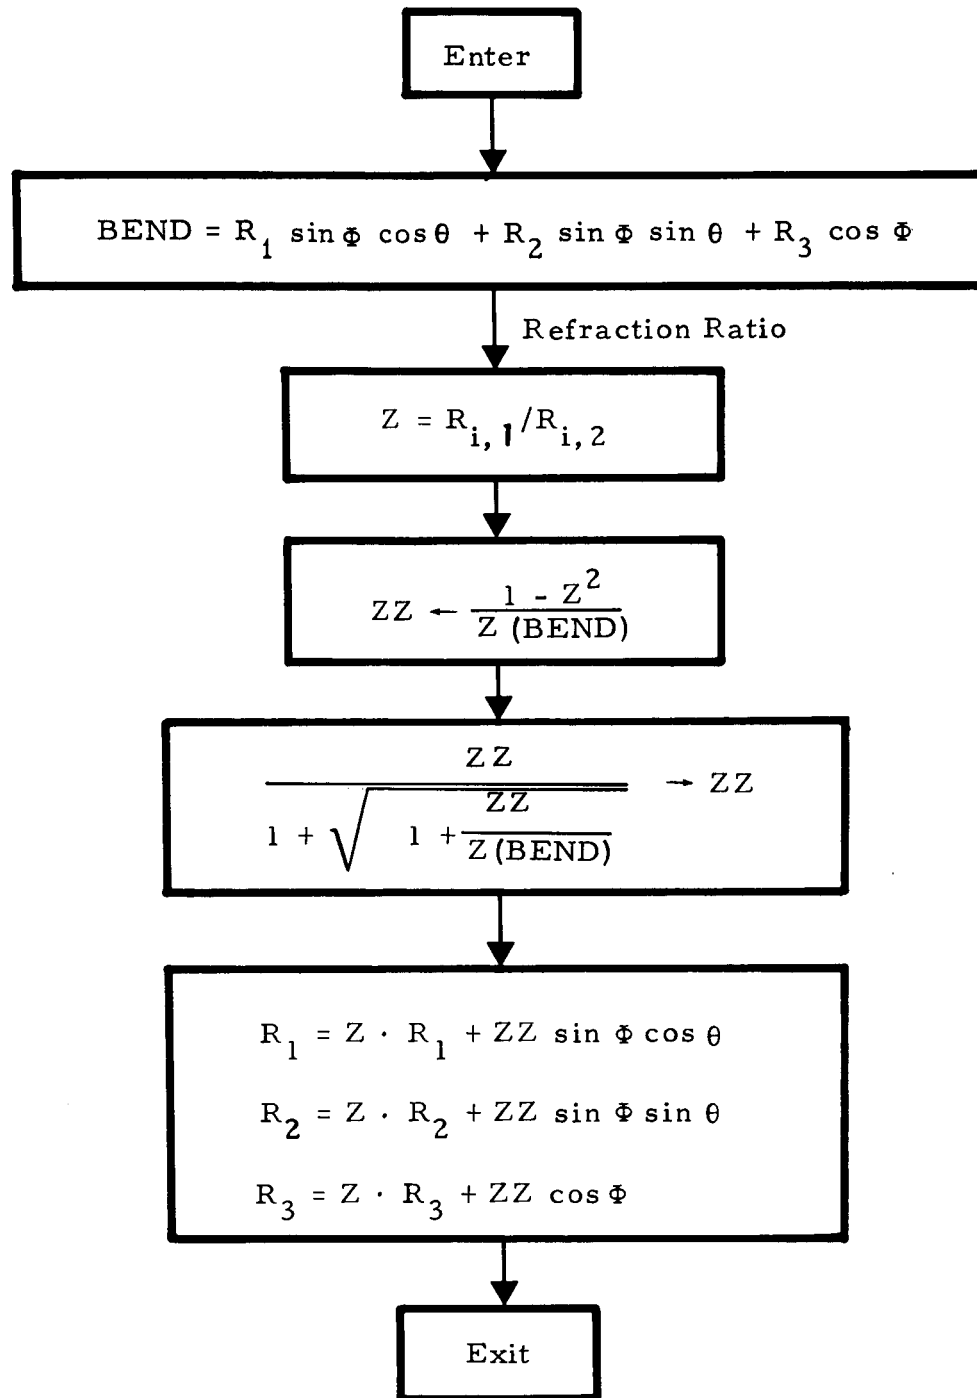 Enter
BEND = R₁ sin Φ cos θ + R₂ sin Φ sin θ + R₃ cos Φ
Refraction Ratio
Z = Rᵢ,₁/Rᵢ,₂
ZZ ← (1 - Z²) / (Z (BEND))
ZZ / (1 + √(1 + ZZ / (Z (BEND)))) → ZZ
R₁ = Z · R₁ + ZZ sin Φ cos θ
R₂ = Z · R₂ + ZZ sin Φ sin θ
R₃ = Z · R₃ + ZZ cos Φ
Exit